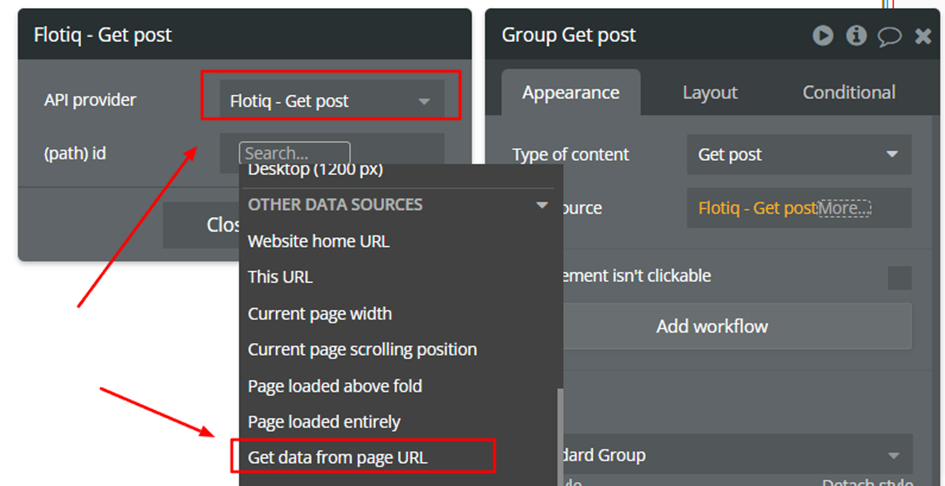 Flotiq - Get post
API provider
Flotiq - Get post
(path) id
Search...
Desktop (1200 px)
OTHER DATA SOURCES
Website home URL
This URL
Current page width
Current page scrolling position
Page loaded above fold
Page loaded entirely
Get data from page URL
Clos
Group Get post
Appearance
Layout
Conditional
Type of content
Get post
ource
Flotiq - Get postMore...
ement isn't clickable
Add workflow
dard Group
Detach style